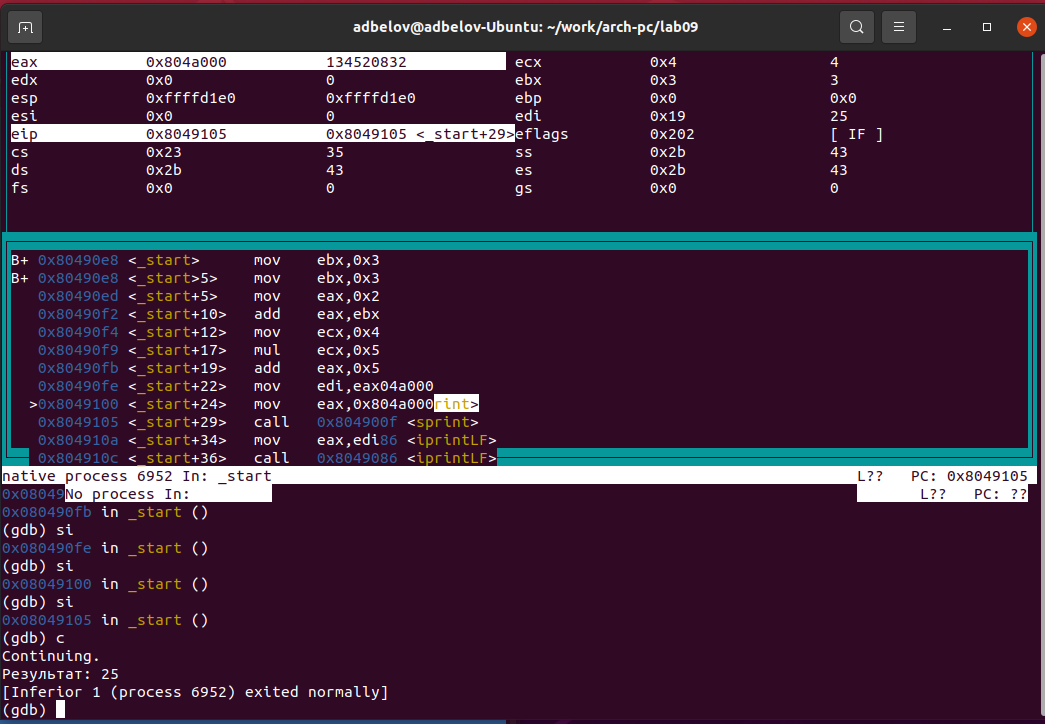 adbelov@adbelov-Ubuntu: ~/work/arch-pc/lab09
eax 0x804a000 134520832 ecx 0x4 4
edx 0x0 0 ebx 0x3 3
esp 0xffffd1e0 0xffffd1e0 ebp 0x0 0x0
esi 0x0 0 edi 0x19 25
eip 0x8049105 0x8049105 <_start+29>eflags 0x202 [ IF ]
cs 0x23 35 ss 0x2b 43
ds 0x2b 43 es 0x2b 43
fs 0x0 0 gs 0x0 0
B+ 0x80490e8 <_start> mov ebx,0x3
B+ 0x80490e8 <_start>5> mov ebx,0x3
0x80490ed <_start+5> mov eax,0x2
0x80490f2 <_start+10> add eax,ebx
0x80490f4 <_start+12> mov ecx,0x4
0x80490f9 <_start+17> mul ecx,0x5
0x80490fb <_start+19> add eax,0x5
0x80490fe <_start+22> mov edi,eax04a000
>0x8049100 <_start+24> mov eax,0x804a000rint>
0x8049105 <_start+29> call 0x804900f <sprint>
0x804910a <_start+34> mov eax,edi86 <iprintLF>
0x804910c <_start+36> call 0x8049086 <iprintLF>
native process 6952 In: _start L?? PC: 0x8049105
0x08049No process In: L?? PC: ??
0x080490fb in _start ()
(gdb) si
0x080490fe in _start ()
(gdb) si
0x08049100 in _start ()
(gdb) si
0x08049105 in _start ()
(gdb) c
Continuing.
Результат: 25
[Inferior 1 (process 6952) exited normally]
(gdb)